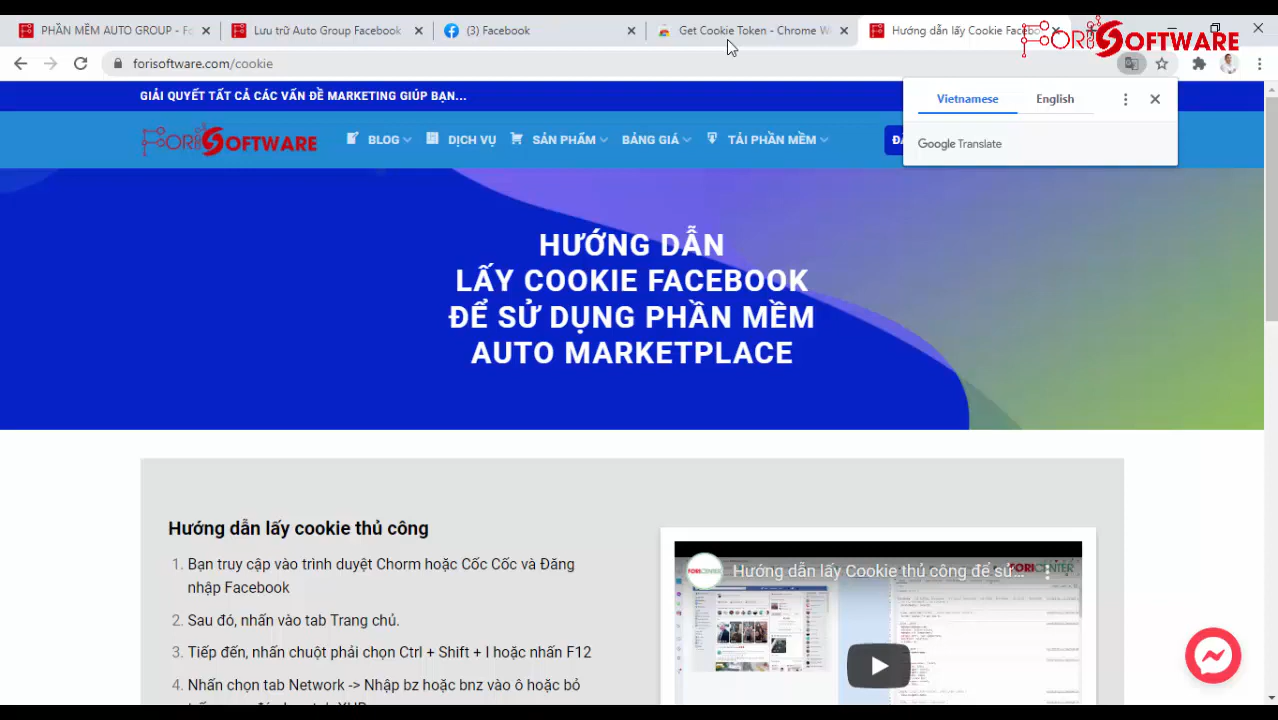 PHẦN MỀM AUTO GROUP - Fo
Lưu trữ Auto Group Facebook
(3) Facebook
Get Cookie Token - Chrome W
Hướng dẫn lấy Cookie Facebo
FORISOFTWARE
forisoftware.com/cookie
GIẢI QUYẾT TẤT CẢ CÁC VẤN ĐỀ MARKETING GIÚP BẠN...
Vietnamese
English
Google Translate
FORISOFTWARE
BLOG
DỊCH VỤ
SẢN PHẨM
BẢNG GIÁ
TẢI PHẦN MỀM
HƯỚNG DẪN
LẤY COOKIE FACEBOOK
ĐỂ SỬ DỤNG PHẦN MỀM
AUTO MARKETPLACE
Hướng dẫn lấy cookie thủ công
1. Bạn truy cập vào trình duyệt Chorm hoặc Cốc Cốc và Đăng
nhập Facebook
2. Sau đó, nhấn vào tab Trang chủ.
3. Tiếp đến, nhấn chuột phải chọn Ctrl + Shift + I hoặc nhấn F12
4. Nhấn chọn tab Network -> Nhập bz hoặc bnz vào ô hoặc bỏ
FORICENTER
Hướng dẫn lấy Cookie thủ công để sử...
FORICENTER